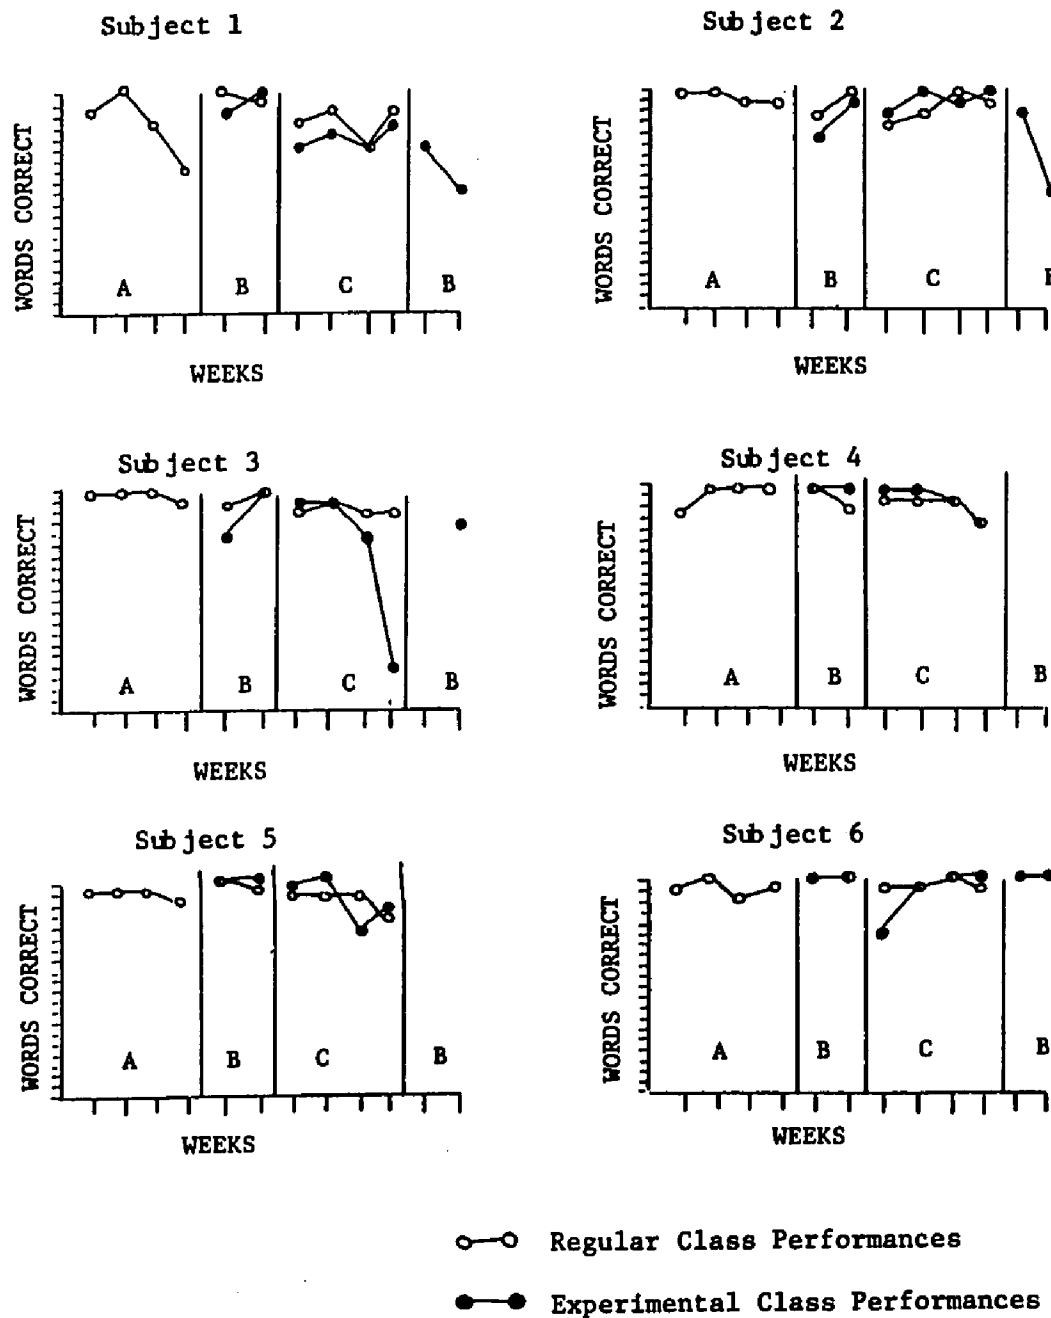 Subject 1
WORDS CORRECT
A
B
C
B
WEEKS
Subject 2
WORDS CORRECT
A
B
C
WEEKS
Subject 3
WORDS CORRECT
A
B
C
B
WEEKS
Subject 4
WORDS CORRECT
A
B
C
B
WEEKS
Subject 5
WORDS CORRECT
A
B
C
B
WEEKS
Subject 6
WORDS CORRECT
A
B
C
B
WEEKS
Regular Class Performances
Experimental Class Performances